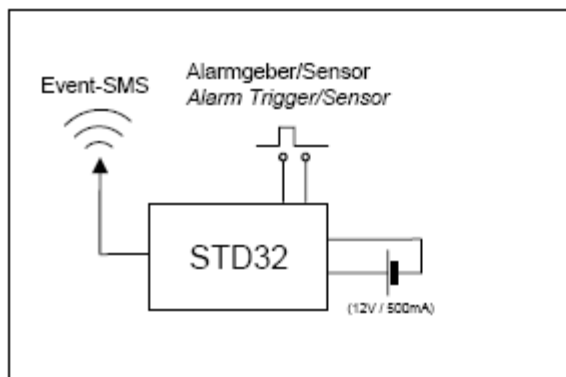 Event-SMS
Alarmgeber/Sensor
Alarm Trigger/Sensor
STD32
(12V / 500mA)